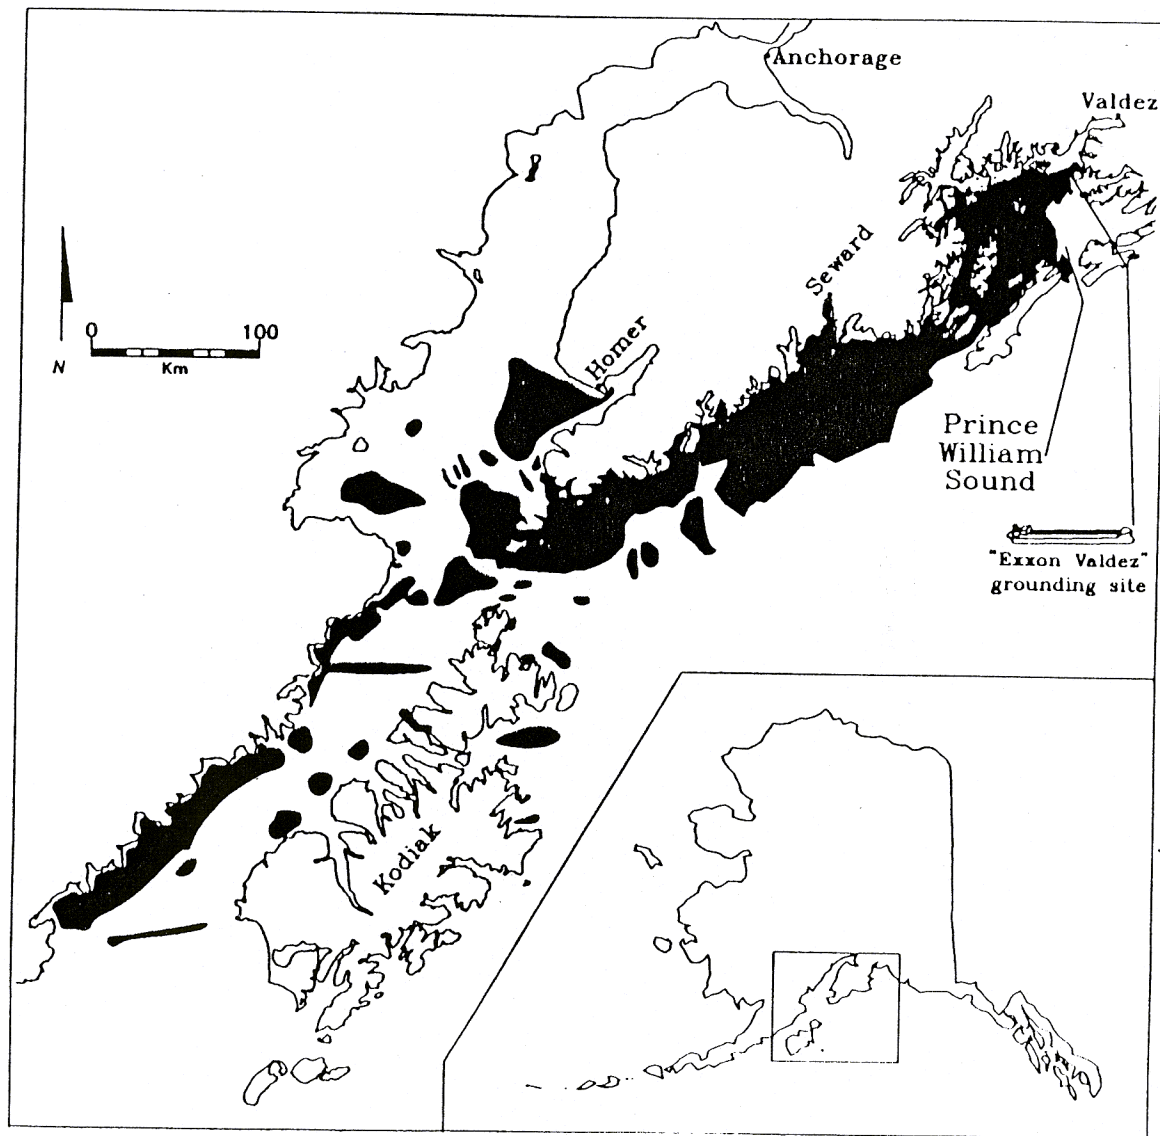 Anchorage
Valdez
Seward
0 100
Km
N
Homer
Prince
William
Sound
"Exxon Valdez"
grounding site
Kodiak